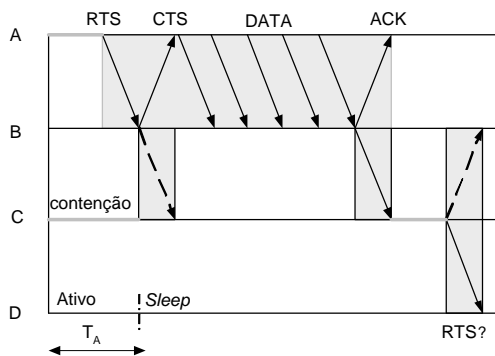 RTS CTS DATA ACK
A
B
contenção
C
Ativo Sleep
D
TA RTS?